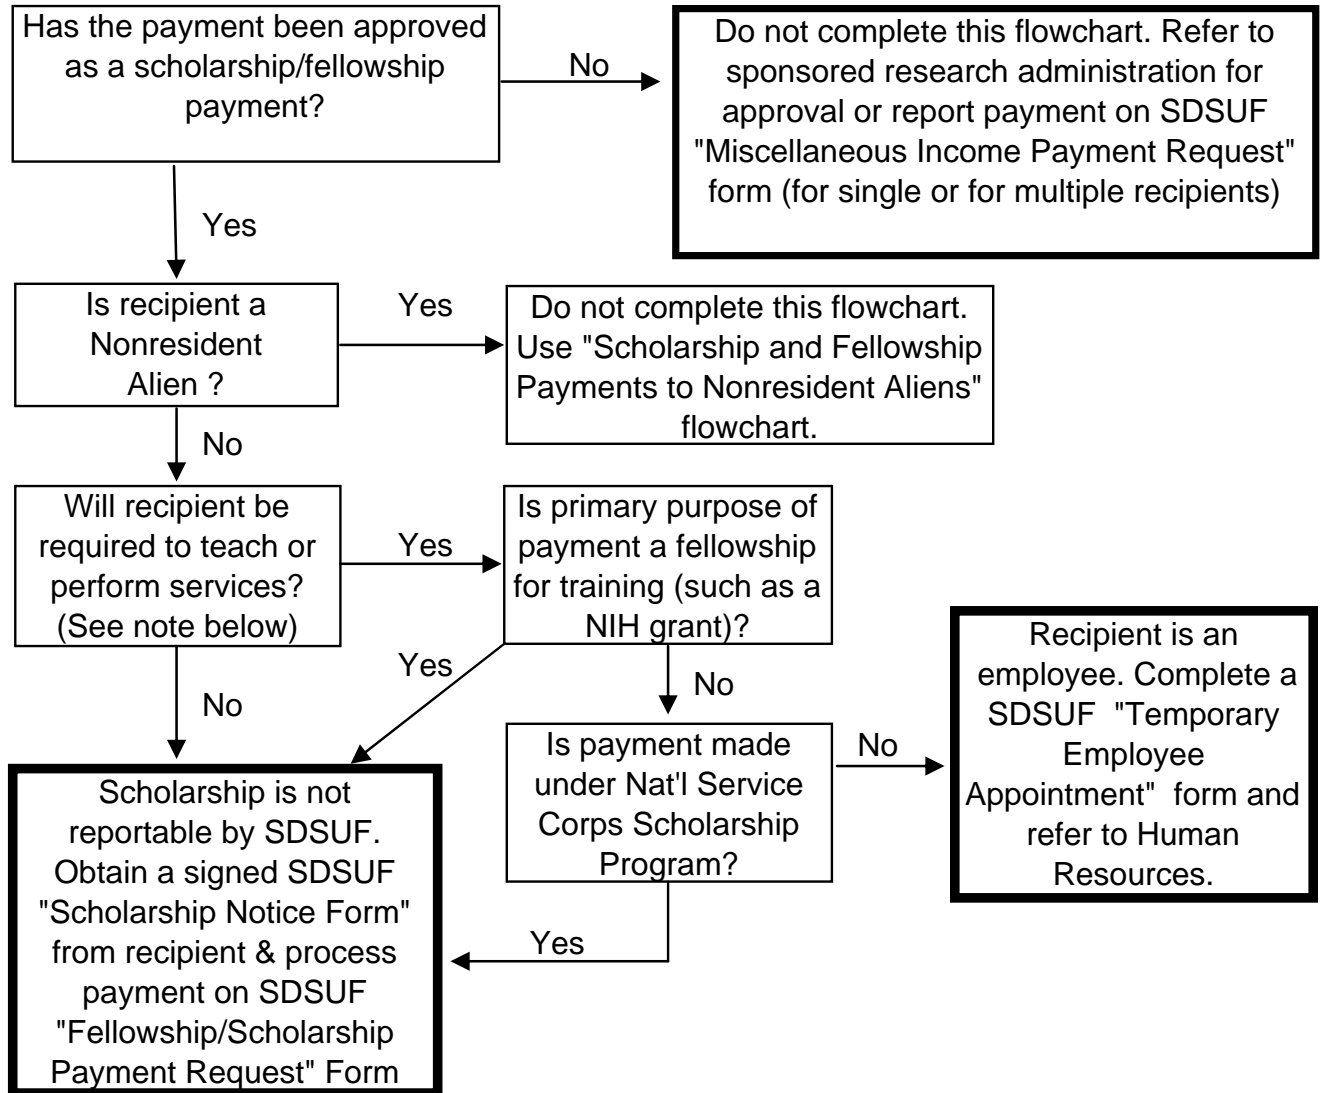 Has the payment been approved
as a scholarship/fellowship
payment?
No
Do not complete this flowchart. Refer to
sponsored research administration for
approval or report payment on SDSUF
"Miscellaneous Income Payment Request"
form (for single or for multiple recipients)
Yes
Is recipient a
Nonresident
Alien ?
Yes
Do not complete this flowchart.
Use "Scholarship and Fellowship
Payments to Nonresident Aliens"
flowchart.
No
Will recipient be
required to teach or
perform services?
(See note below)
Yes
Is primary purpose of
payment a fellowship
for training (such as a
NIH grant)?
Yes
No
No
Is payment made
under Nat'l Service
Corps Scholarship
Program?
No
Recipient is an
employee. Complete a
SDSUF "Temporary
Employee
Appointment" form and
refer to Human
Resources.
Yes
Scholarship is not
reportable by SDSUF.
Obtain a signed SDSUF
"Scholarship Notice Form"
from recipient & process
payment on SDSUF
"Fellowship/Scholarship
Payment Request" Form